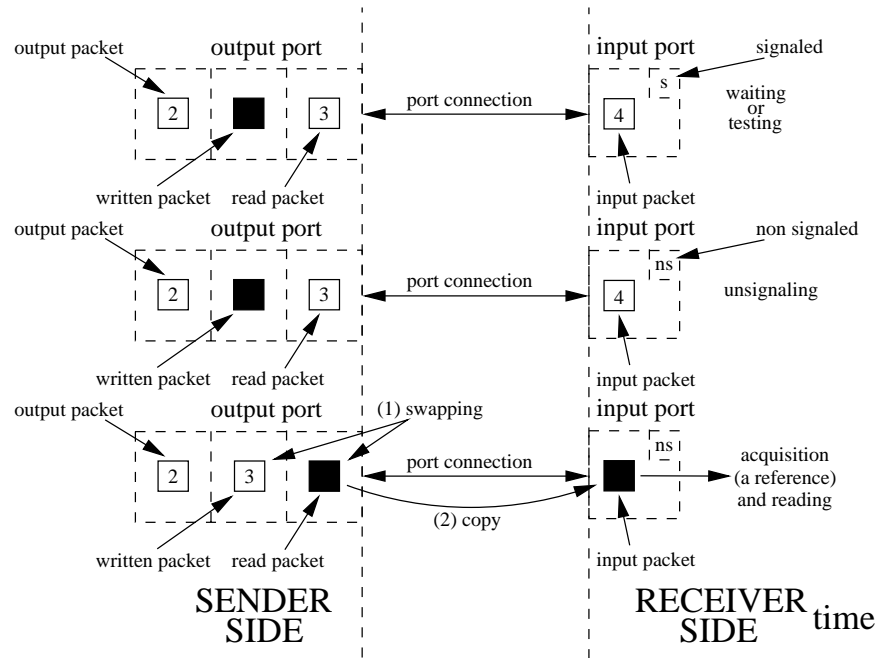 output packet
output port
input port
signaled
2
3
port connection
4
s
waiting
or
testing
written packet
read packet
input packet
output packet
output port
input port
non signaled
2
3
port connection
4
ns
unsignaling
written packet
read packet
input packet
output packet
output port
(1) swapping
input port
2
3
port connection
ns
acquisition
(a reference)
and reading
(2) copy
written packet
read packet
input packet
SENDER
SIDE
RECEIVER
SIDE
time